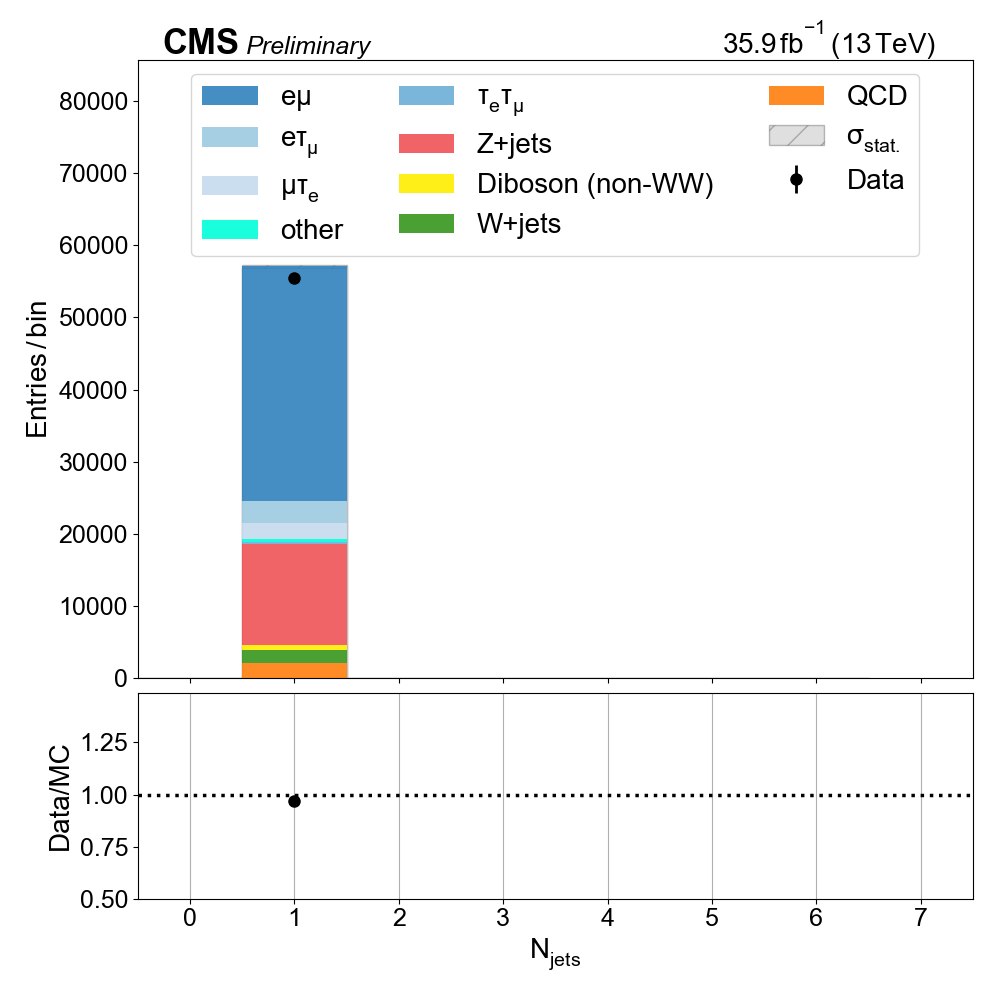 CMS Preliminary 35.9 fb⁻¹ (13 TeV)
eμ τₑτμ QCD
eτμ Z+jets σstat.
μτₑ Diboson (non-WW) Data
other W+jets
80000
70000
60000
50000
40000
30000
20000
10000
0
Entries / bin
1.25
1.00
0.75
0.50
Data/MC
0 1 2 3 4 5 6 7
Njets